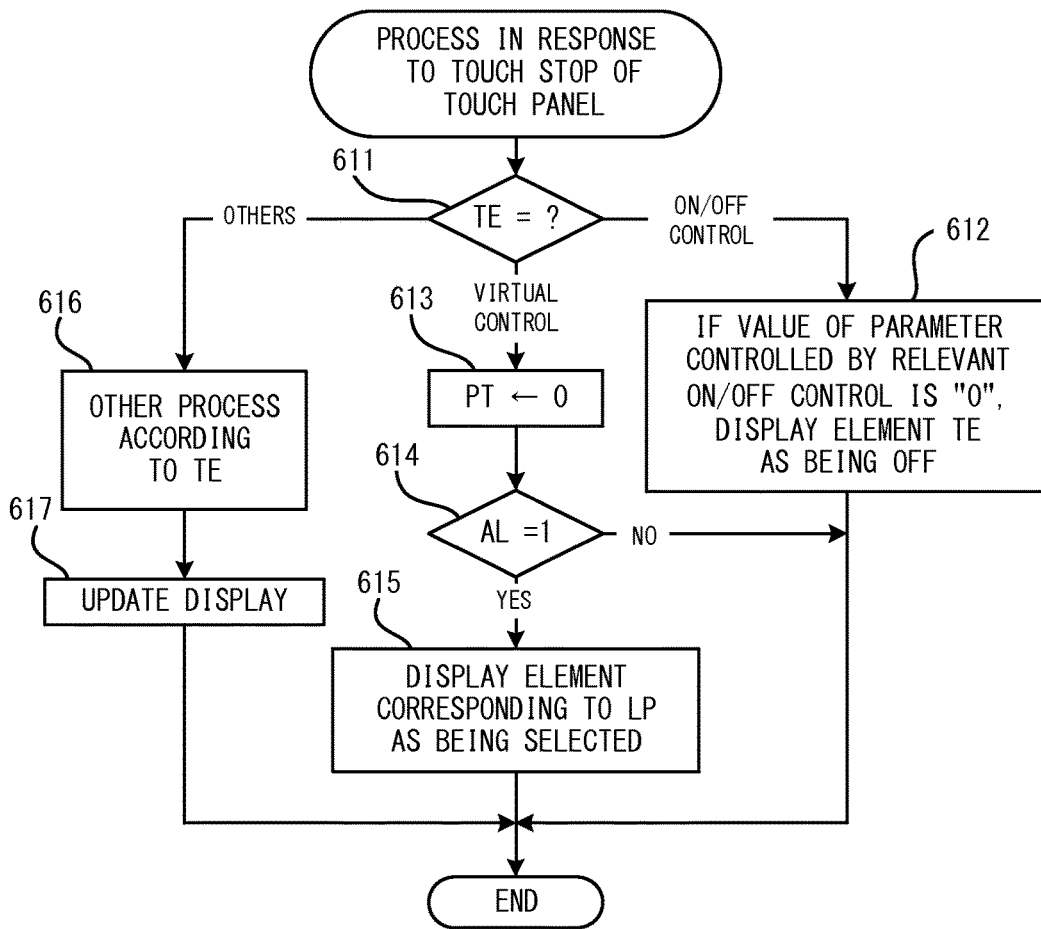 PROCESS IN RESPONSE
TO TOUCH STOP OF
TOUCH PANEL
611
TE = ?
OTHERS
ON/OFF
CONTROL
612
VIRTUAL
CONTROL
616
613
IF VALUE OF PARAMETER
CONTROLLED BY RELEVANT
ON/OFF CONTROL IS "0",
DISPLAY ELEMENT TE
AS BEING OFF
OTHER PROCESS
ACCORDING
TO TE
PT ← 0
614
AL =1
NO
617
UPDATE DISPLAY
YES
615
DISPLAY ELEMENT
CORRESPONDING TO LP
AS BEING SELECTED
END